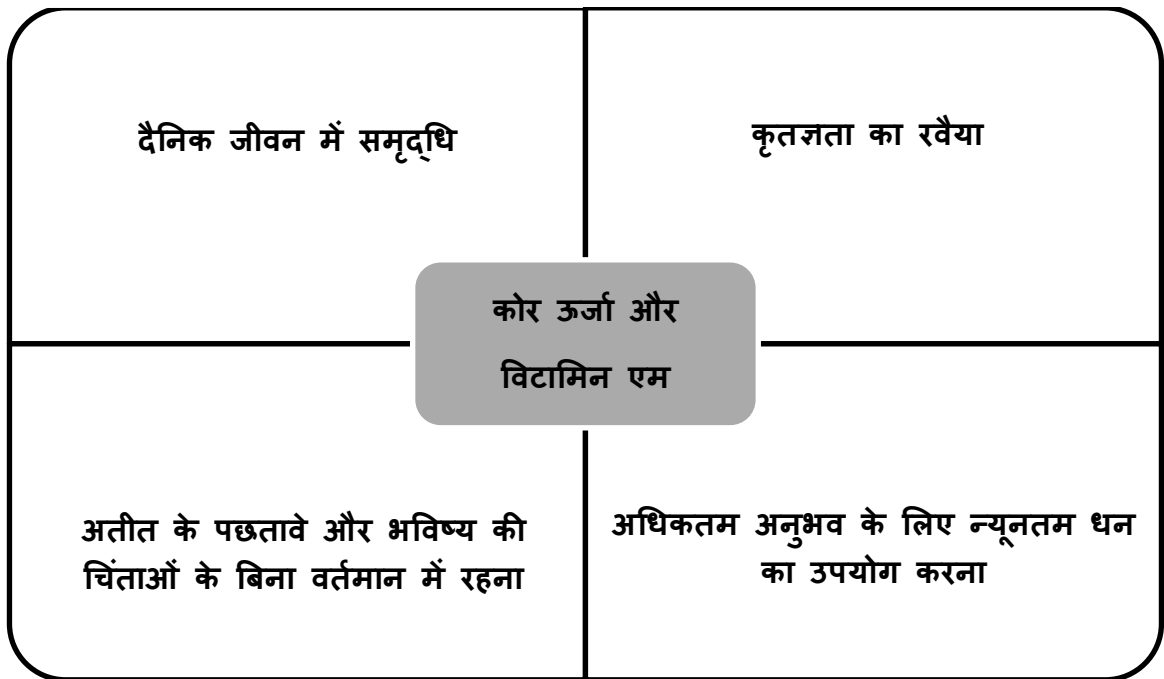 दैनिक जीवन में समृद्धि
कृतज्ञता का रवैया
कोर ऊर्जा और
विटामिन एम
अतीत के पछतावे और भविष्य की
चिंताओं के बिना वर्तमान में रहना
अधिकतम अनुभव के लिए न्यूनतम धन
का उपयोग करना